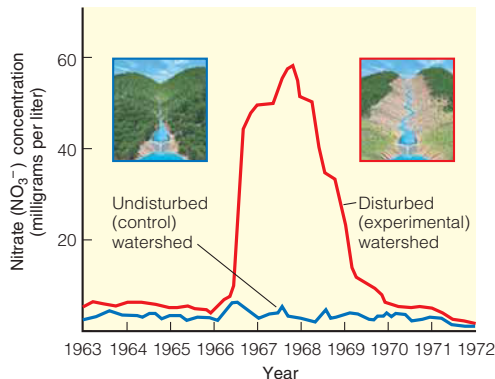 Nitrate (NO₃⁻) concentration
(milligrams per liter)
60
40
20
Undisturbed
(control)
watershed
Disturbed
(experimental)
watershed
1963 1964 1965 1966 1967 1968 1969 1970 1971 1972
Year